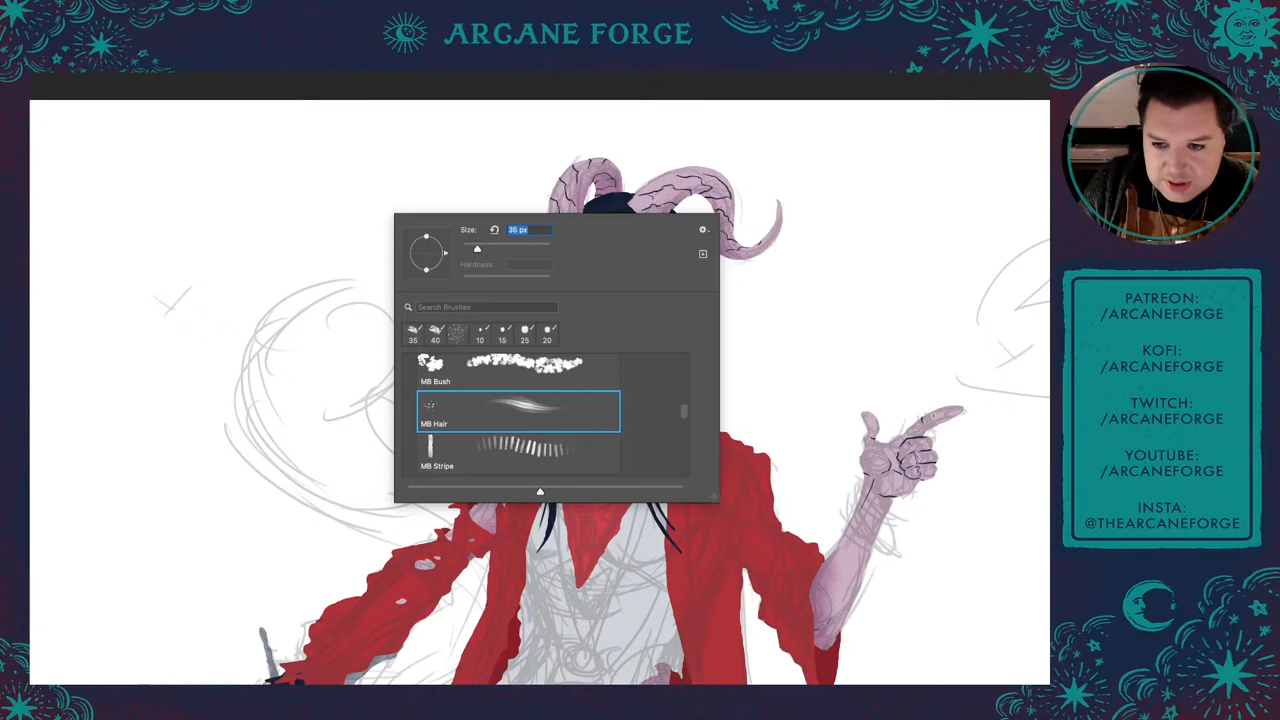 ARCANE FORGE
Size:
35 px
Hardness:
Search Brushes
35 40 10 15 25 20
MB Bush
MB Hair
MB Stripe
PATREON:
/ARCANEFORGE
KOFI:
/ARCANEFORGE
TWITCH:
/ARCANEFORGE
YOUTUBE:
/ARCANEFORGE
INSTA:
@THEARCANEFORGE